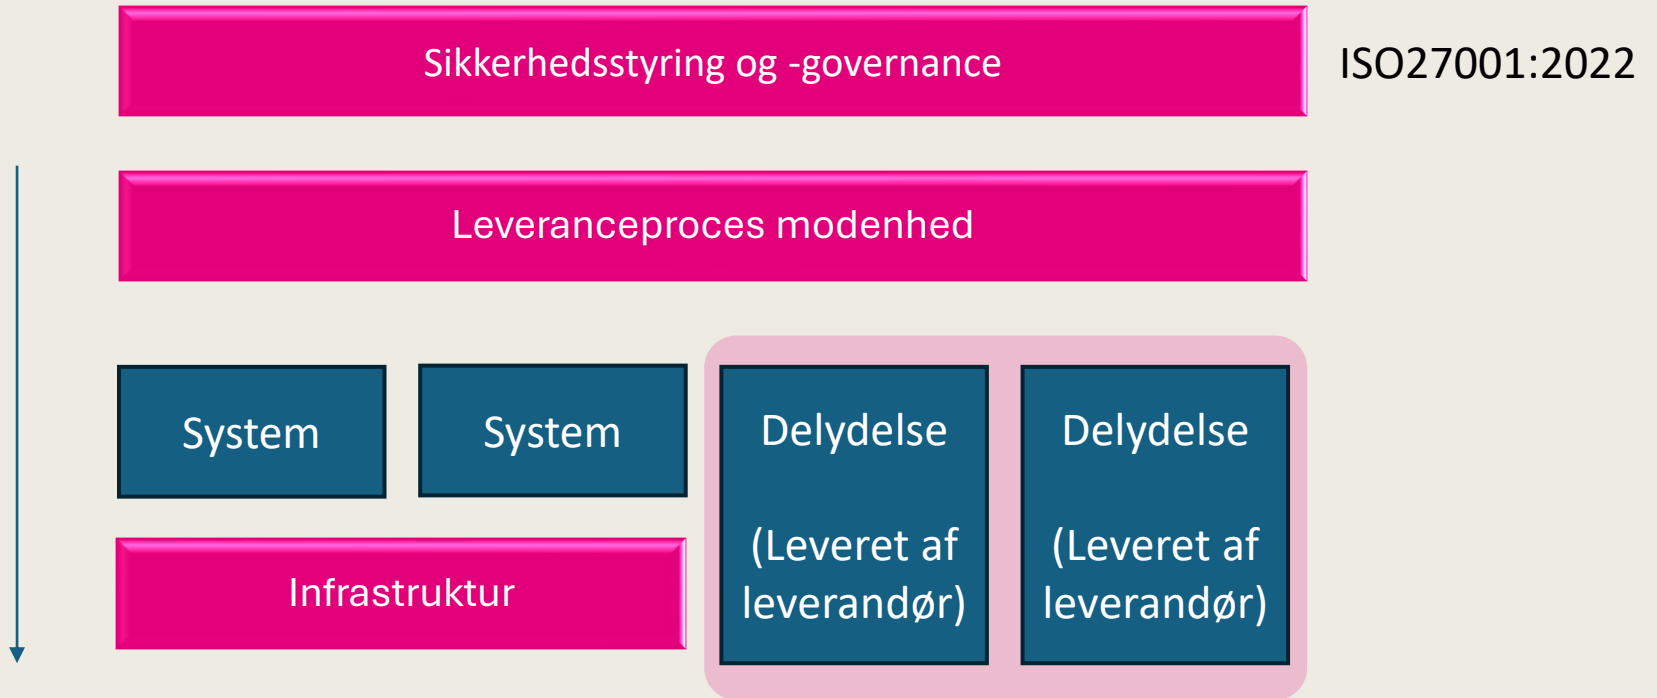 Sikkerhedsstyring og -governance
ISO27001:2022
Leveranceproces modenhed
System
System
Delydelse
(Leveret af
leverandør)
Delydelse
(Leveret af
leverandør)
Infrastruktur